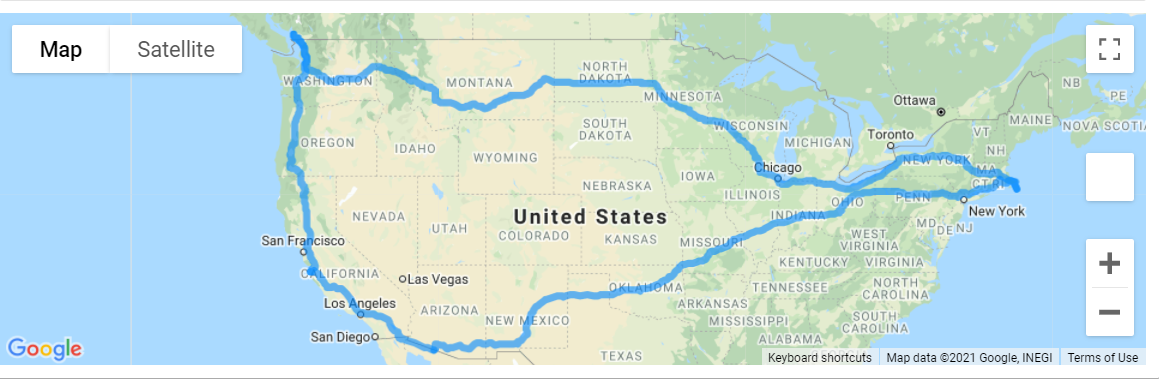 Map
Satellite
WASHINGTON
MONTANA
NORTH
DAKOTA
MINNESOTA
Ottawa
NB
PE
MAINE
NOVA SCOTI
OREGON
IDAHO
SOUTH
DAKOTA
WISCONSIN
MICHIGAN
Toronto
VT
NH
WYOMING
Chicago
NEW YORK
MA
CT RI
NEBRASKA
IOWA
ILLINOIS
INDIANA
OHIO
PENN
New York
NEVADA
UTAH
United States
COLORADO
KANSAS
MISSOURI
WEST
VIRGINIA
MD
DE
NJ
San Francisco
CALIFORNIA
Las Vegas
KENTUCKY
VIRGINIA
Los Angeles
ARIZONA
NEW MEXICO
OKLAHOMA
ARKANSAS
TENNESSEE
NORTH
CAROLINA
San Diego
MISSISSIPPI
SOUTH
CAROLINA
ALABAMA
TEXAS
Google
Keyboard shortcuts
Map data ©2021 Google, INEGI
Terms of Use